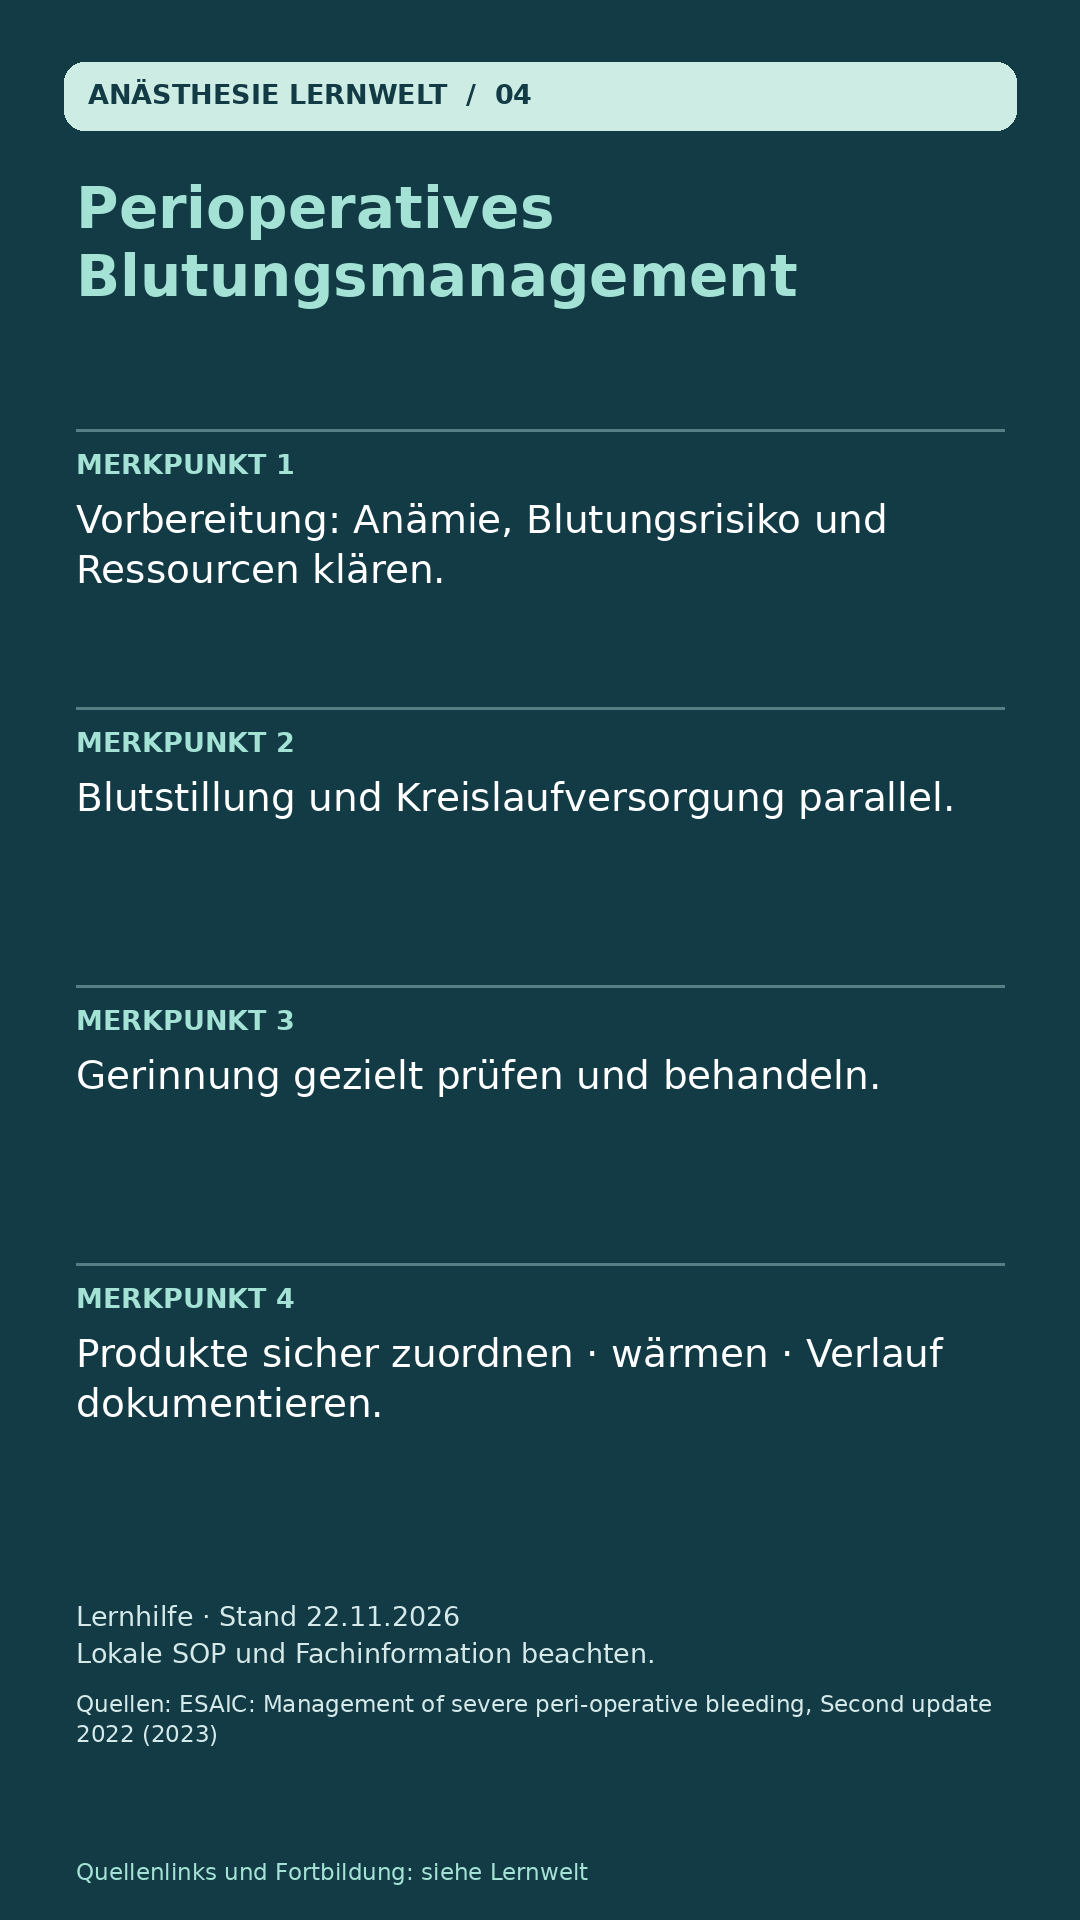 ANÄSTHESIE LERNWELT / 04
Perioperatives
Blutungsmanagement
MERKPUNKT 1
Vorbereitung: Anämie, Blutungsrisiko und
Ressourcen klären.
MERKPUNKT 2
Blutstillung und Kreislaufversorgung parallel.
MERKPUNKT 3
Gerinnung gezielt prüfen und behandeln.
MERKPUNKT 4
Produkte sicher zuordnen · wärmen · Verlauf
dokumentieren.
Lernhilfe · Stand 22.11.2026
Lokale SOP und Fachinformation beachten.
Quellen: ESAIC: Management of severe peri-operative bleeding, Second update
2022 (2023)
Quellenlinks und Fortbildung: siehe Lernwelt